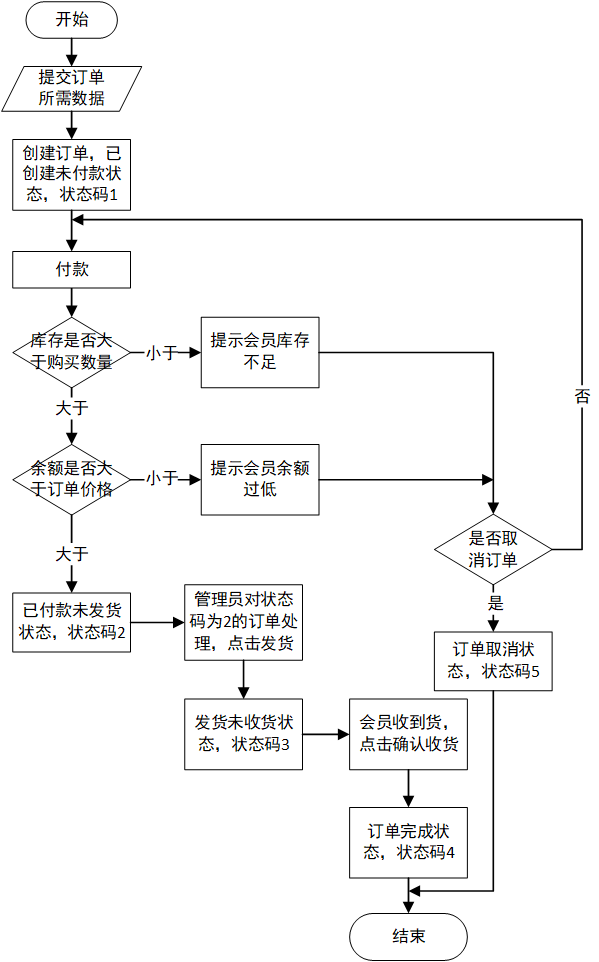 开始
提交订单
所需数据
创建订单，已
创建未付款状
态，状态码1
付款
库存是否大
于购买数量
小于
提示会员库存
不足
否
大于
余额是否大
于订单价格
小于
提示会员余额
过低
是否取
消订单
大于
是
已付款未发货
状态，状态码2
管理员对状态
码为2的订单处
理，点击发货
订单取消状
态，状态码5
发货未收货状
态，状态码3
会员收到货，
点击确认收货
订单完成状
态，状态码4
结束